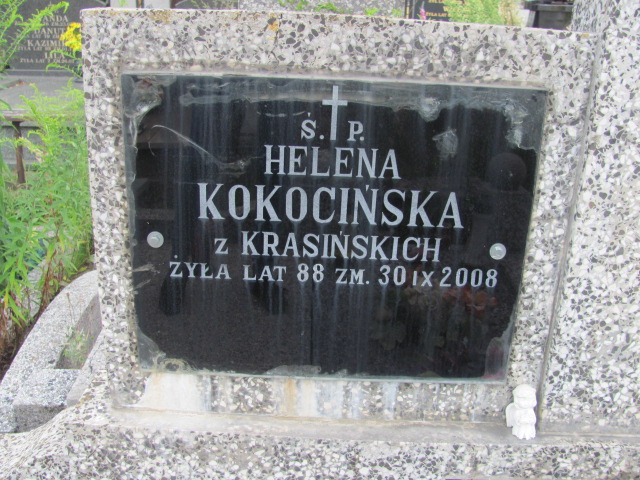 Ś. P.
HELENA
KOKOCIŃSKA
Z KRASIŃSKICH
ŻYŁA LAT 88 ZM. 30 IX 2008